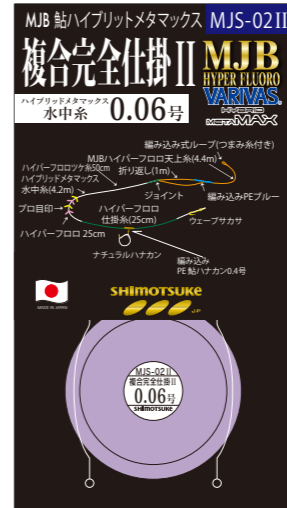 MJB 鮎ハイブリットメタマックス MJS-02II
複合完全仕掛II
MJB
HYPER FLUORO
VARIVAS
HYBRID
METAMAX
ハイブリッドメタマックス
水中糸 0.06号
編み込み式ループ(つまみ糸付き)
MJBハイパーフロロ天上糸(4.4m)
折り返し(1m)
ハイパーフロロツケ糸50cm
ハイブリッドメタマックス
水中糸(4.2m)
ジョイント
編み込みPEブルー
プロ目印
ハイパーフロロ
仕掛糸(25cm)
ウェーブサカサ
ハイパーフロロ 25cm
ナチュラルハナカン
編み込み
PE 鮎ハナカン0.4号
MADE IN JAPAN
SHIMOTSUKE
JP
MJS-02II
複合完全仕掛II
0.06号
SHIMOTSUKE